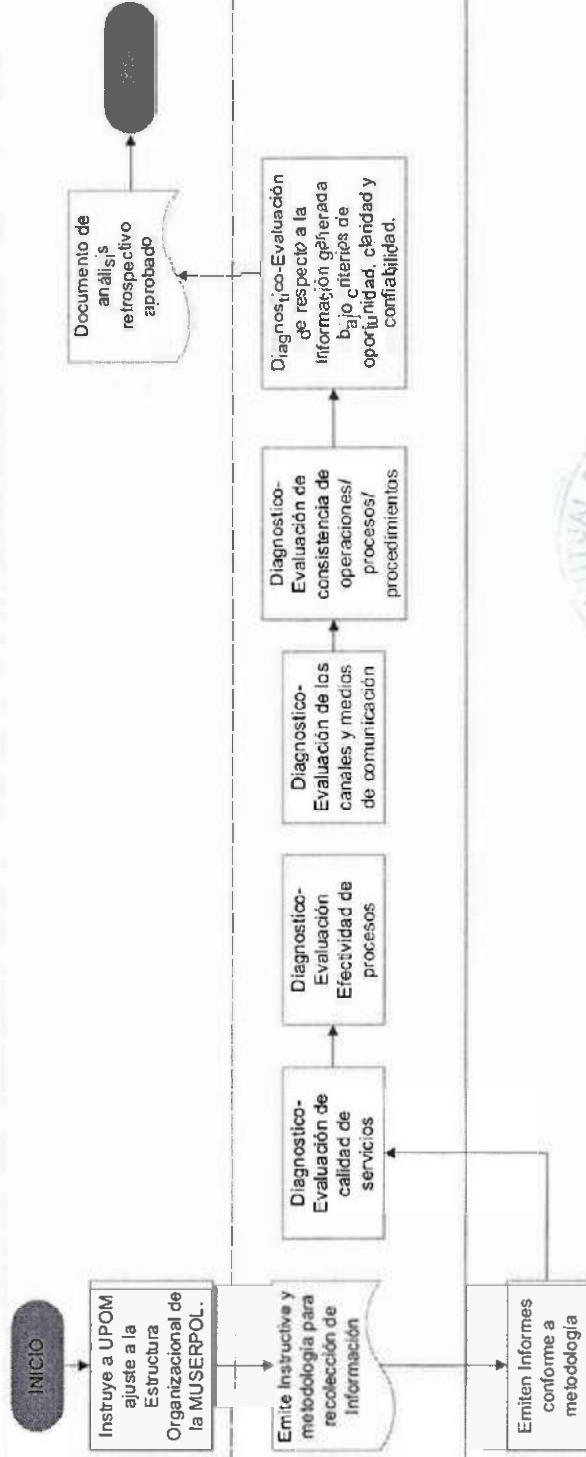 INICIO
Instruye a UPOM
ajuste a la
Estructura
Organizacional de
la MUSERPOL.
Emite Instructivo y
metodología para
recolección de
Información
Emiten Informes
conforme a
metodología
Diagnostico-
Evaluación de
calidad de
servicios
Diagnostico-
Evaluación
Efectividad de
procesos
Diagnostico-
Evaluación de los
canales y medios
de comunicación
Diagnostico-
Evaluación de
consistencia de
operaciones/
procesos/
procedimientos
Diagnostico-Evaluación
de respecto a la
Información generada
bajo criterios de
oportunidad, claridad y
confiabilidad.
Documento de
análisis
retrospectivo
aprobado